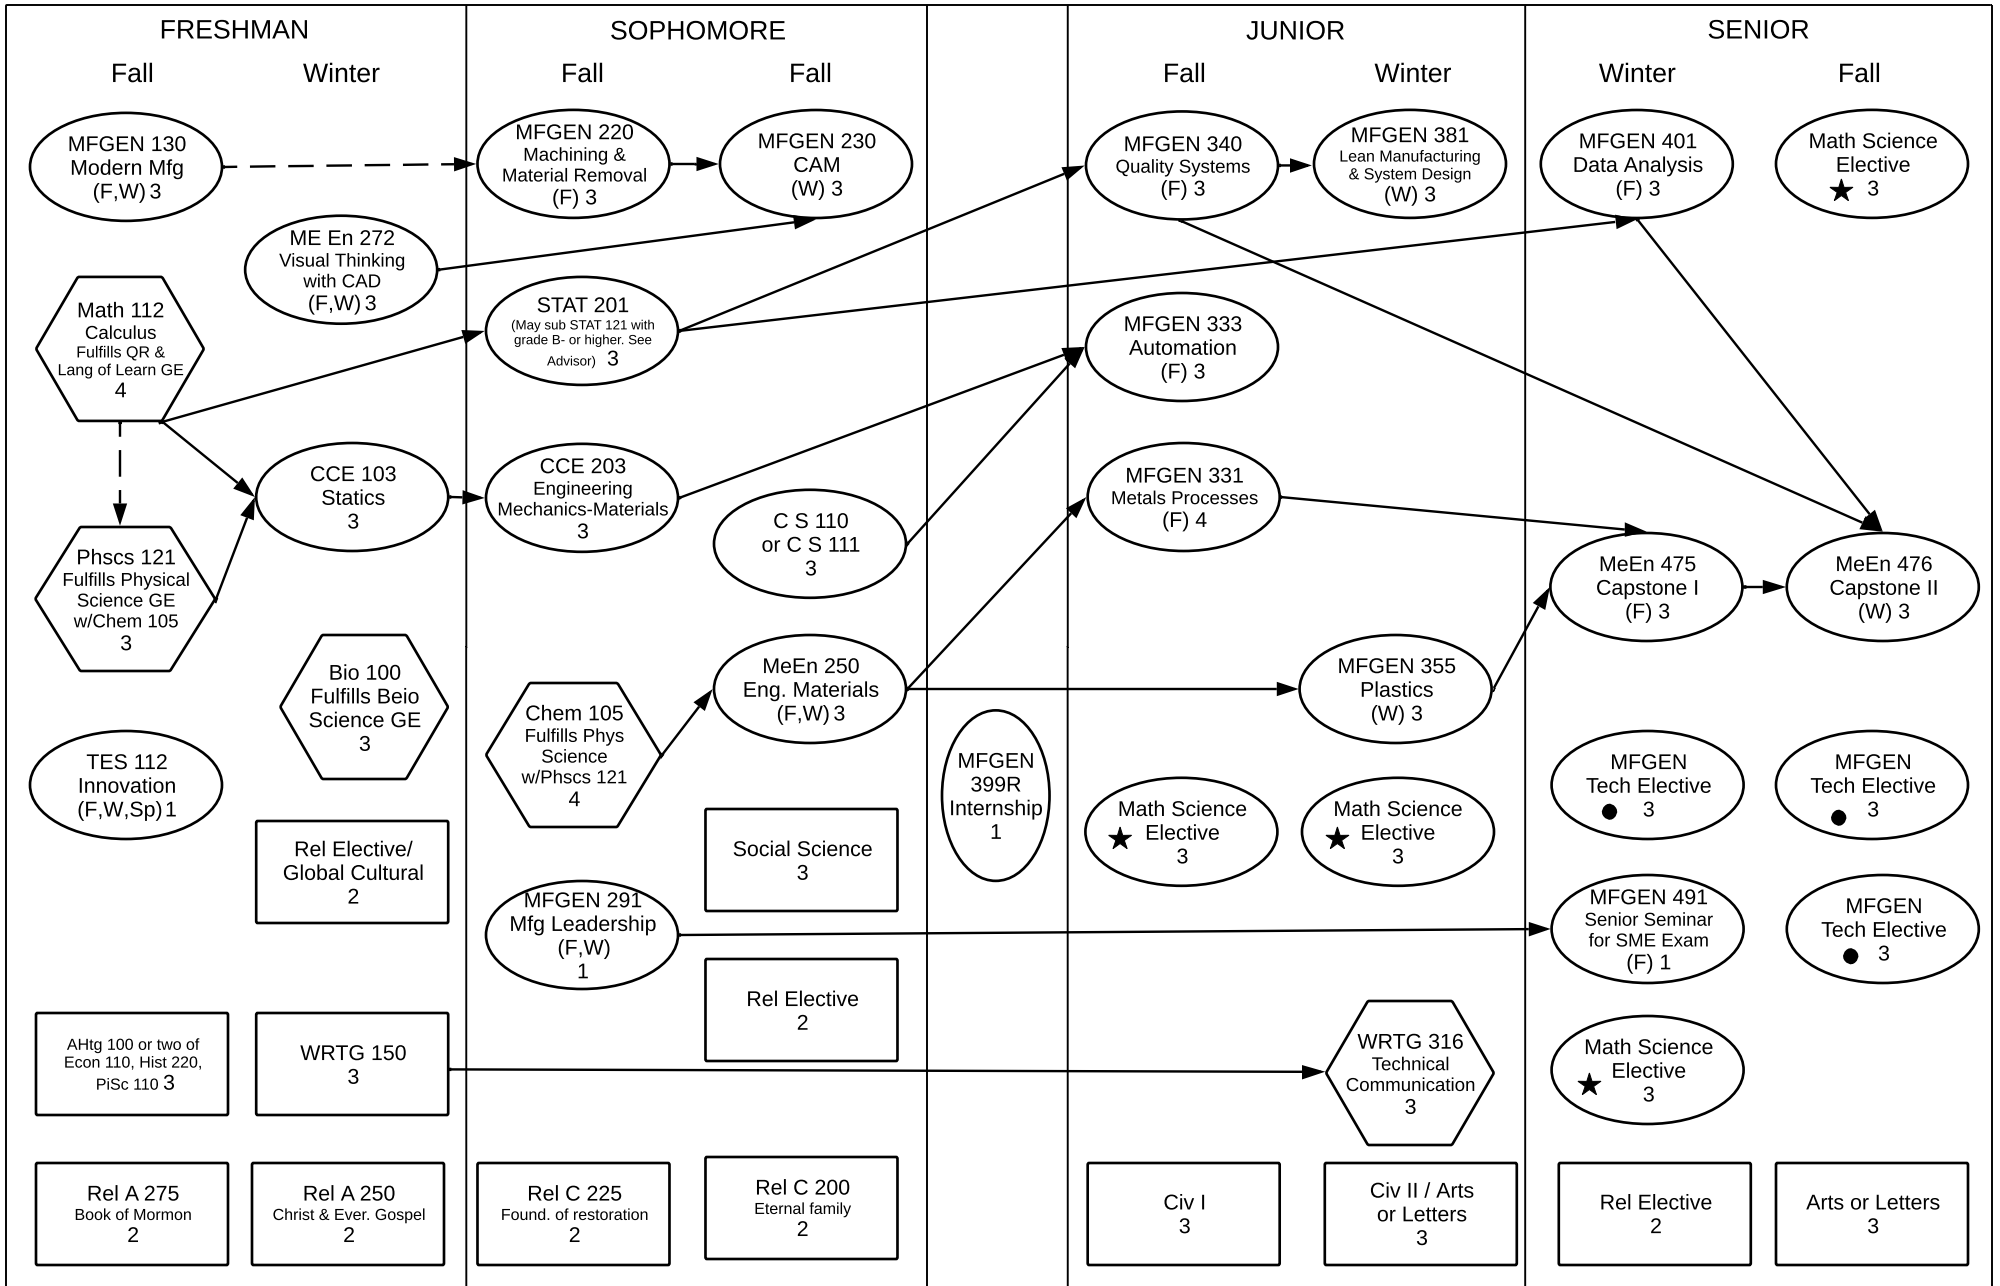 FRESHMAN
SOPHOMORE
JUNIOR
SENIOR
Fall
Winter
Fall
Fall
Fall
Winter
Winter
Fall
MFGEN 130
Modern Mfg
(F,W) 3
MFGEN 220
Machining &
Material Removal
(F) 3
MFGEN 230
CAM
(W) 3
MFGEN 340
Quality Systems
(F) 3
MFGEN 381
Lean Manufacturing
& System Design
(W) 3
MFGEN 401
Data Analysis
(F) 3
Math Science
Elective
3
ME En 272
Visual Thinking
with CAD
(F,W) 3
Math 112
Calculus
Fulfills QR &
Lang of Learn GE
4
STAT 201
(May sub STAT 121 with
grade B- or higher. See
Advisor) 3
MFGEN 333
Automation
(F) 3
CCE 103
Statics
3
CCE 203
Engineering
Mechanics-Materials
3
C S 110
or C S 111
3
MFGEN 331
Metals Processes
(F) 4
Phscs 121
Fulfills Physical
Science GE
w/Chem 105
3
MeEn 475
Capstone I
(F) 3
MeEn 476
Capstone II
(W) 3
Bio 100
Fulfills Beio
Science GE
3
Chem 105
Fulfills Phys
Science
w/Phscs 121
4
MeEn 250
Eng. Materials
(F,W) 3
MFGEN 355
Plastics
(W) 3
TES 112
Innovation
(F,W,Sp) 1
MFGEN
399R
Internship
1
Math Science
Elective
3
Math Science
Elective
3
MFGEN
Tech Elective
3
MFGEN
Tech Elective
3
Rel Elective/
Global Cultural
2
Social Science
3
MFGEN 291
Mfg Leadership
(F,W)
1
MFGEN 491
Senior Seminar
for SME Exam
(F) 1
MFGEN
Tech Elective
3
Rel Elective
2
AHtg 100 or two of
Econ 110, Hist 220,
PiSc 110 3
WRTG 150
3
WRTG 316
Technical
Communication
3
Math Science
Elective
3
Rel A 275
Book of Mormon
2
Rel A 250
Christ & Ever. Gospel
2
Rel C 225
Found. of restoration
2
Rel C 200
Eternal family
2
Civ I
3
Civ II / Arts
or Letters
3
Rel Elective
2
Arts or Letters
3